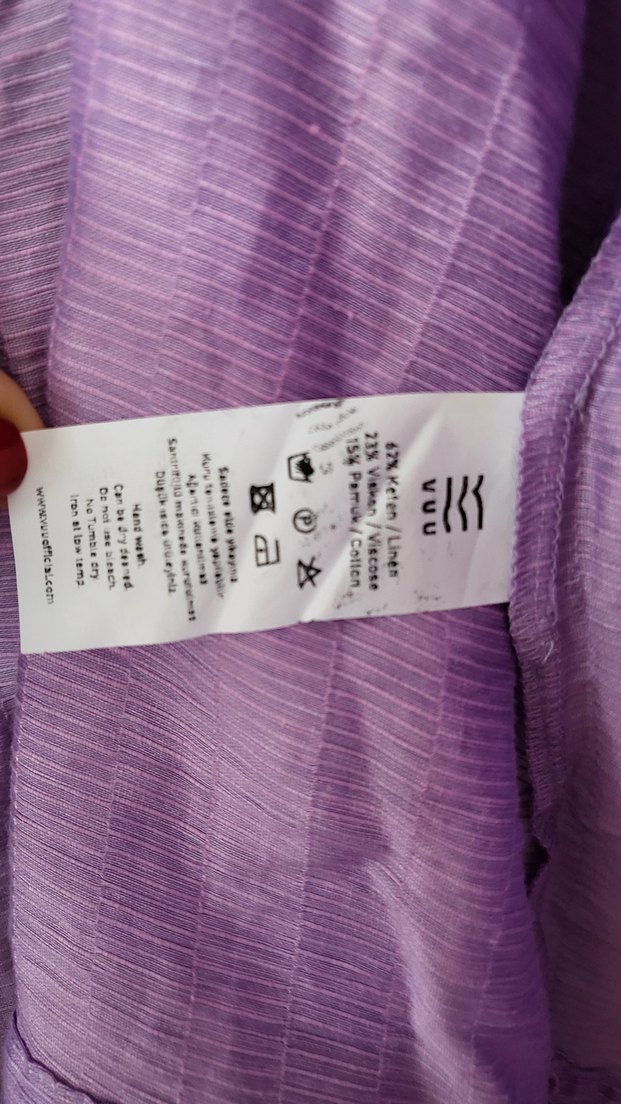 VUU
62% Keten / Linen
23% Viskon / Viscose
15% Pamuk / Cotton
P
Sadece elde yıkayınız
Kuru temizleme yapılabilir
Ağartıcı kullanılmaz
makinede kurutulmaz
Düşük ısıda ütüleyiniz.
Hand wash
Can be dry cleaned.
Do not use bleach.
No Tumble dry
Iron at low temp.
www.vuuofficial.com